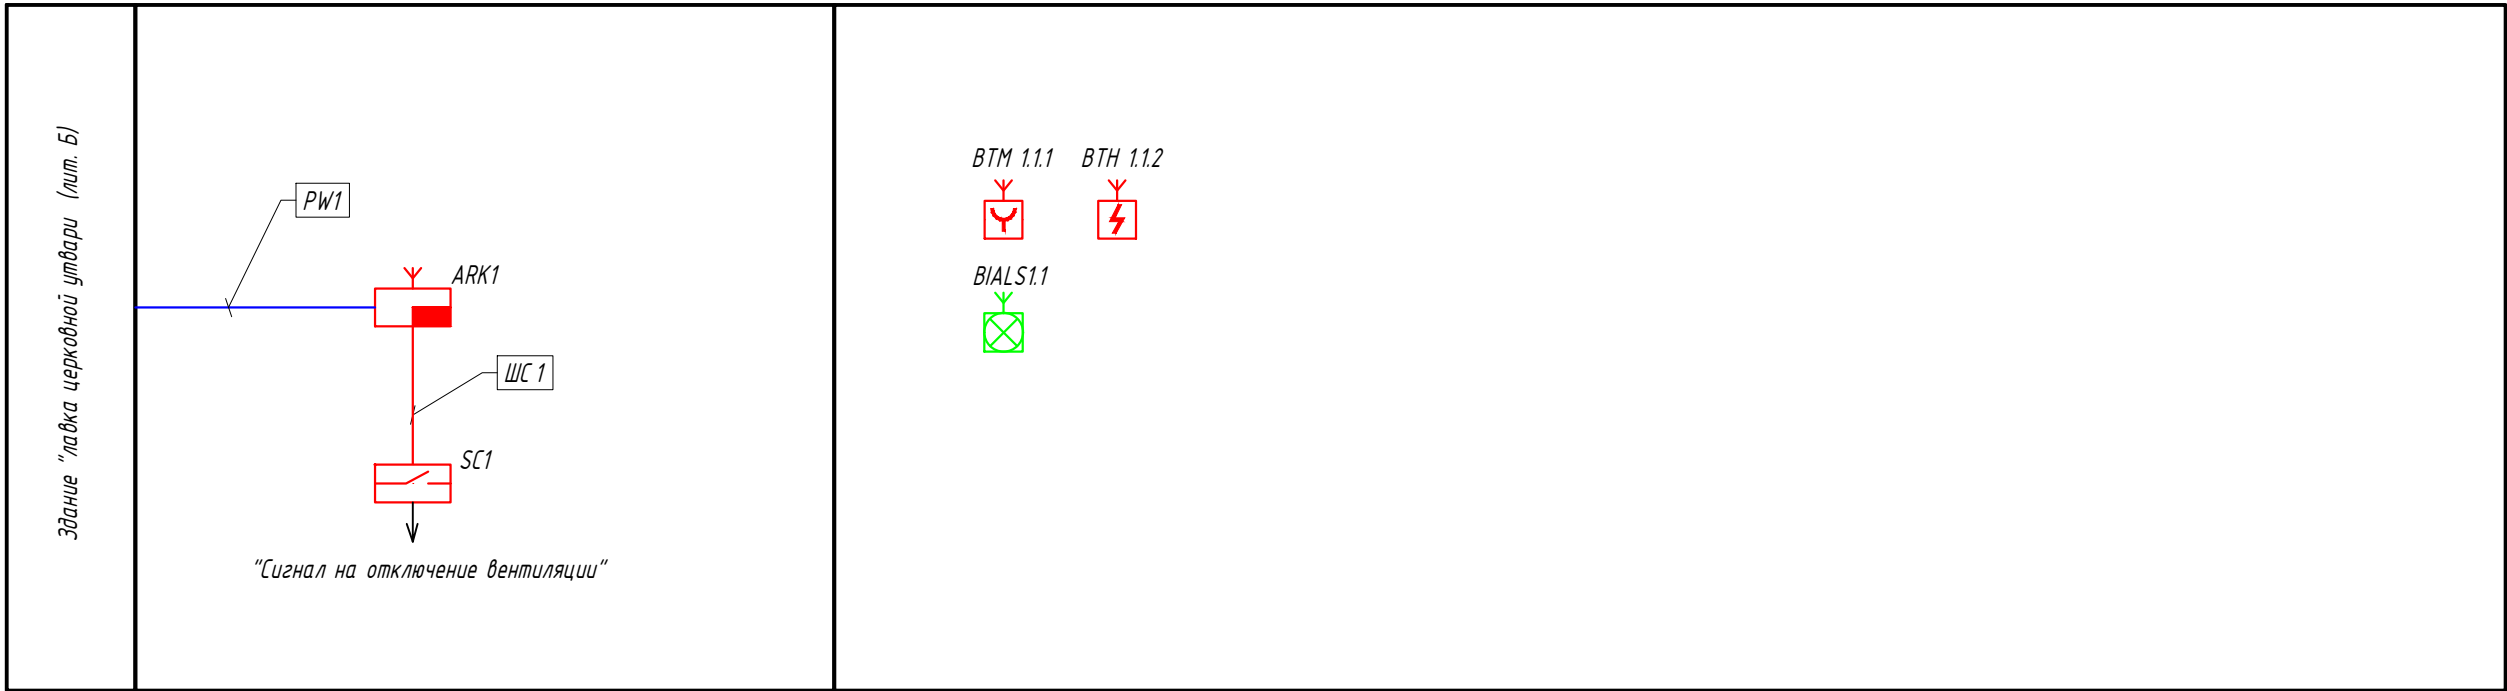 Здание "лавка церковной утвари (лит. Б)
PW1
ARK1
ШС 1
SC1
"Сигнал на отключение вентиляции"
BTM 1.1.1 BTH 1.1.2
BIALS1.1